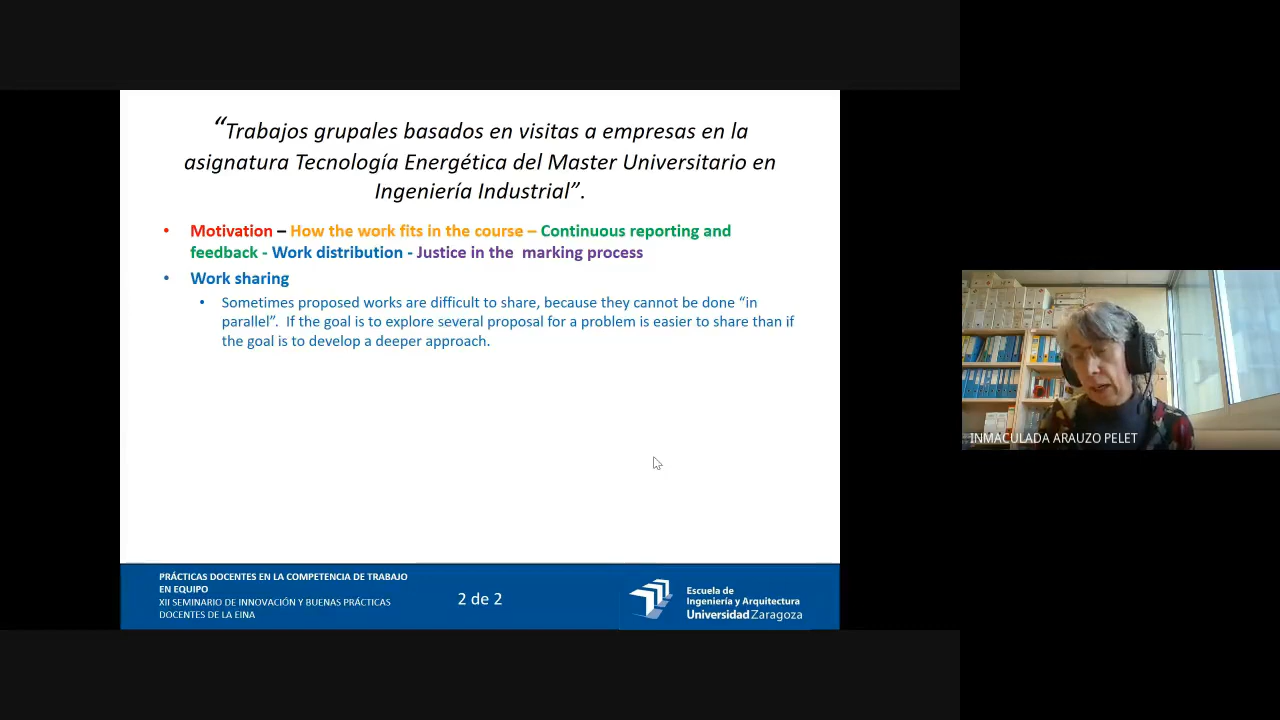 “Trabajos grupales basados en visitas a empresas en la
asignatura Tecnología Energética del Master Universitario en
Ingeniería Industrial”.
• Motivation – How the work fits in the course – Continuous reporting and
feedback - Work distribution - Justice in the marking process
• Work sharing
• Sometimes proposed works are difficult to share, because they cannot be done “in
parallel”. If the goal is to explore several proposal for a problem is easier to share than if
the goal is to develop a deeper approach.
INMACULADA ARAUZO PELET
PRÁCTICAS DOCENTES EN LA COMPETENCIA DE TRABAJO
EN EQUIPO
XII SEMINARIO DE INNOVACIÓN Y BUENAS PRÁCTICAS
DOCENTES DE LA EINA
2 de 2
Escuela de
Ingeniería y Arquitectura
Universidad Zaragoza